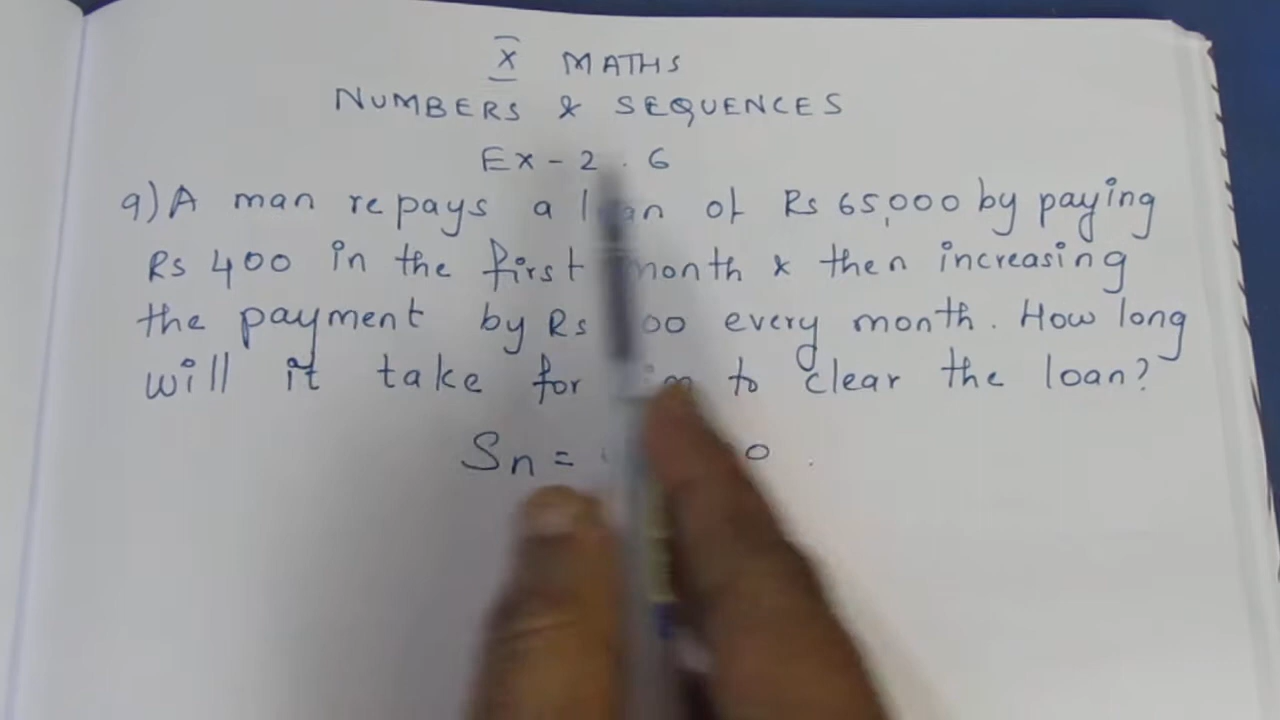 X MATHS
NUMBERS & SEQUENCES
Ex - 2.6
9) A man repays a loan of Rs 65,000 by paying
Rs 400 in the first month & then increasing
the payment by Rs 00 every month. How long
will it take for to clear the loan?
Sn =